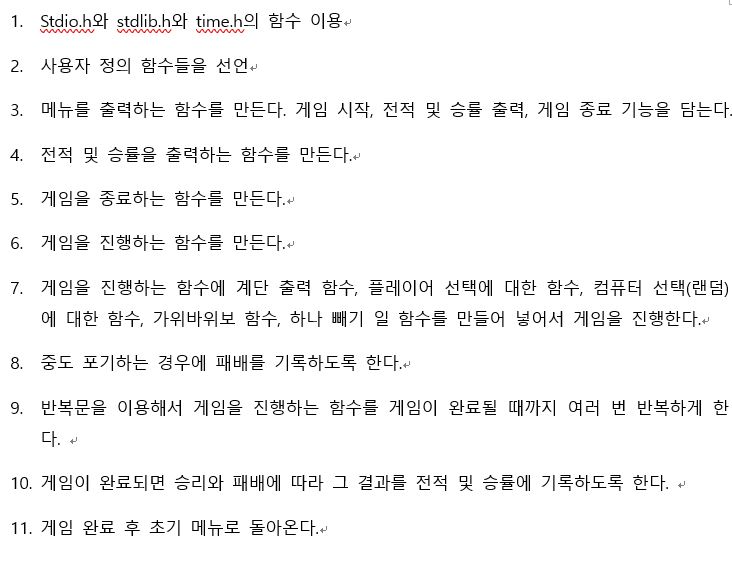 1. Stdio.h와 stdlib.h와 time.h의 함수 이용
2. 사용자 정의 함수들을 선언
3. 메뉴를 출력하는 함수를 만든다. 게임 시작, 전적 및 승률 출력, 게임 종료 기능을 담는다.
4. 전적 및 승률을 출력하는 함수를 만든다.
5. 게임을 종료하는 함수를 만든다.
6. 게임을 진행하는 함수를 만든다.
7. 게임을 진행하는 함수에 계단 출력 함수, 플레이어 선택에 대한 함수, 컴퓨터 선택(랜덤)
에 대한 함수, 가위바위보 함수, 하나 빼기 일 함수를 만들어 넣어서 게임을 진행한다.
8. 중도 포기하는 경우에 패배를 기록하도록 한다.
9. 반복문을 이용해서 게임을 진행하는 함수를 게임이 완료될 때까지 여러 번 반복하게 한
다.
10. 게임이 완료되면 승리와 패배에 따라 그 결과를 전적 및 승률에 기록하도록 한다.
11. 게임 완료 후 초기 메뉴로 돌아온다.